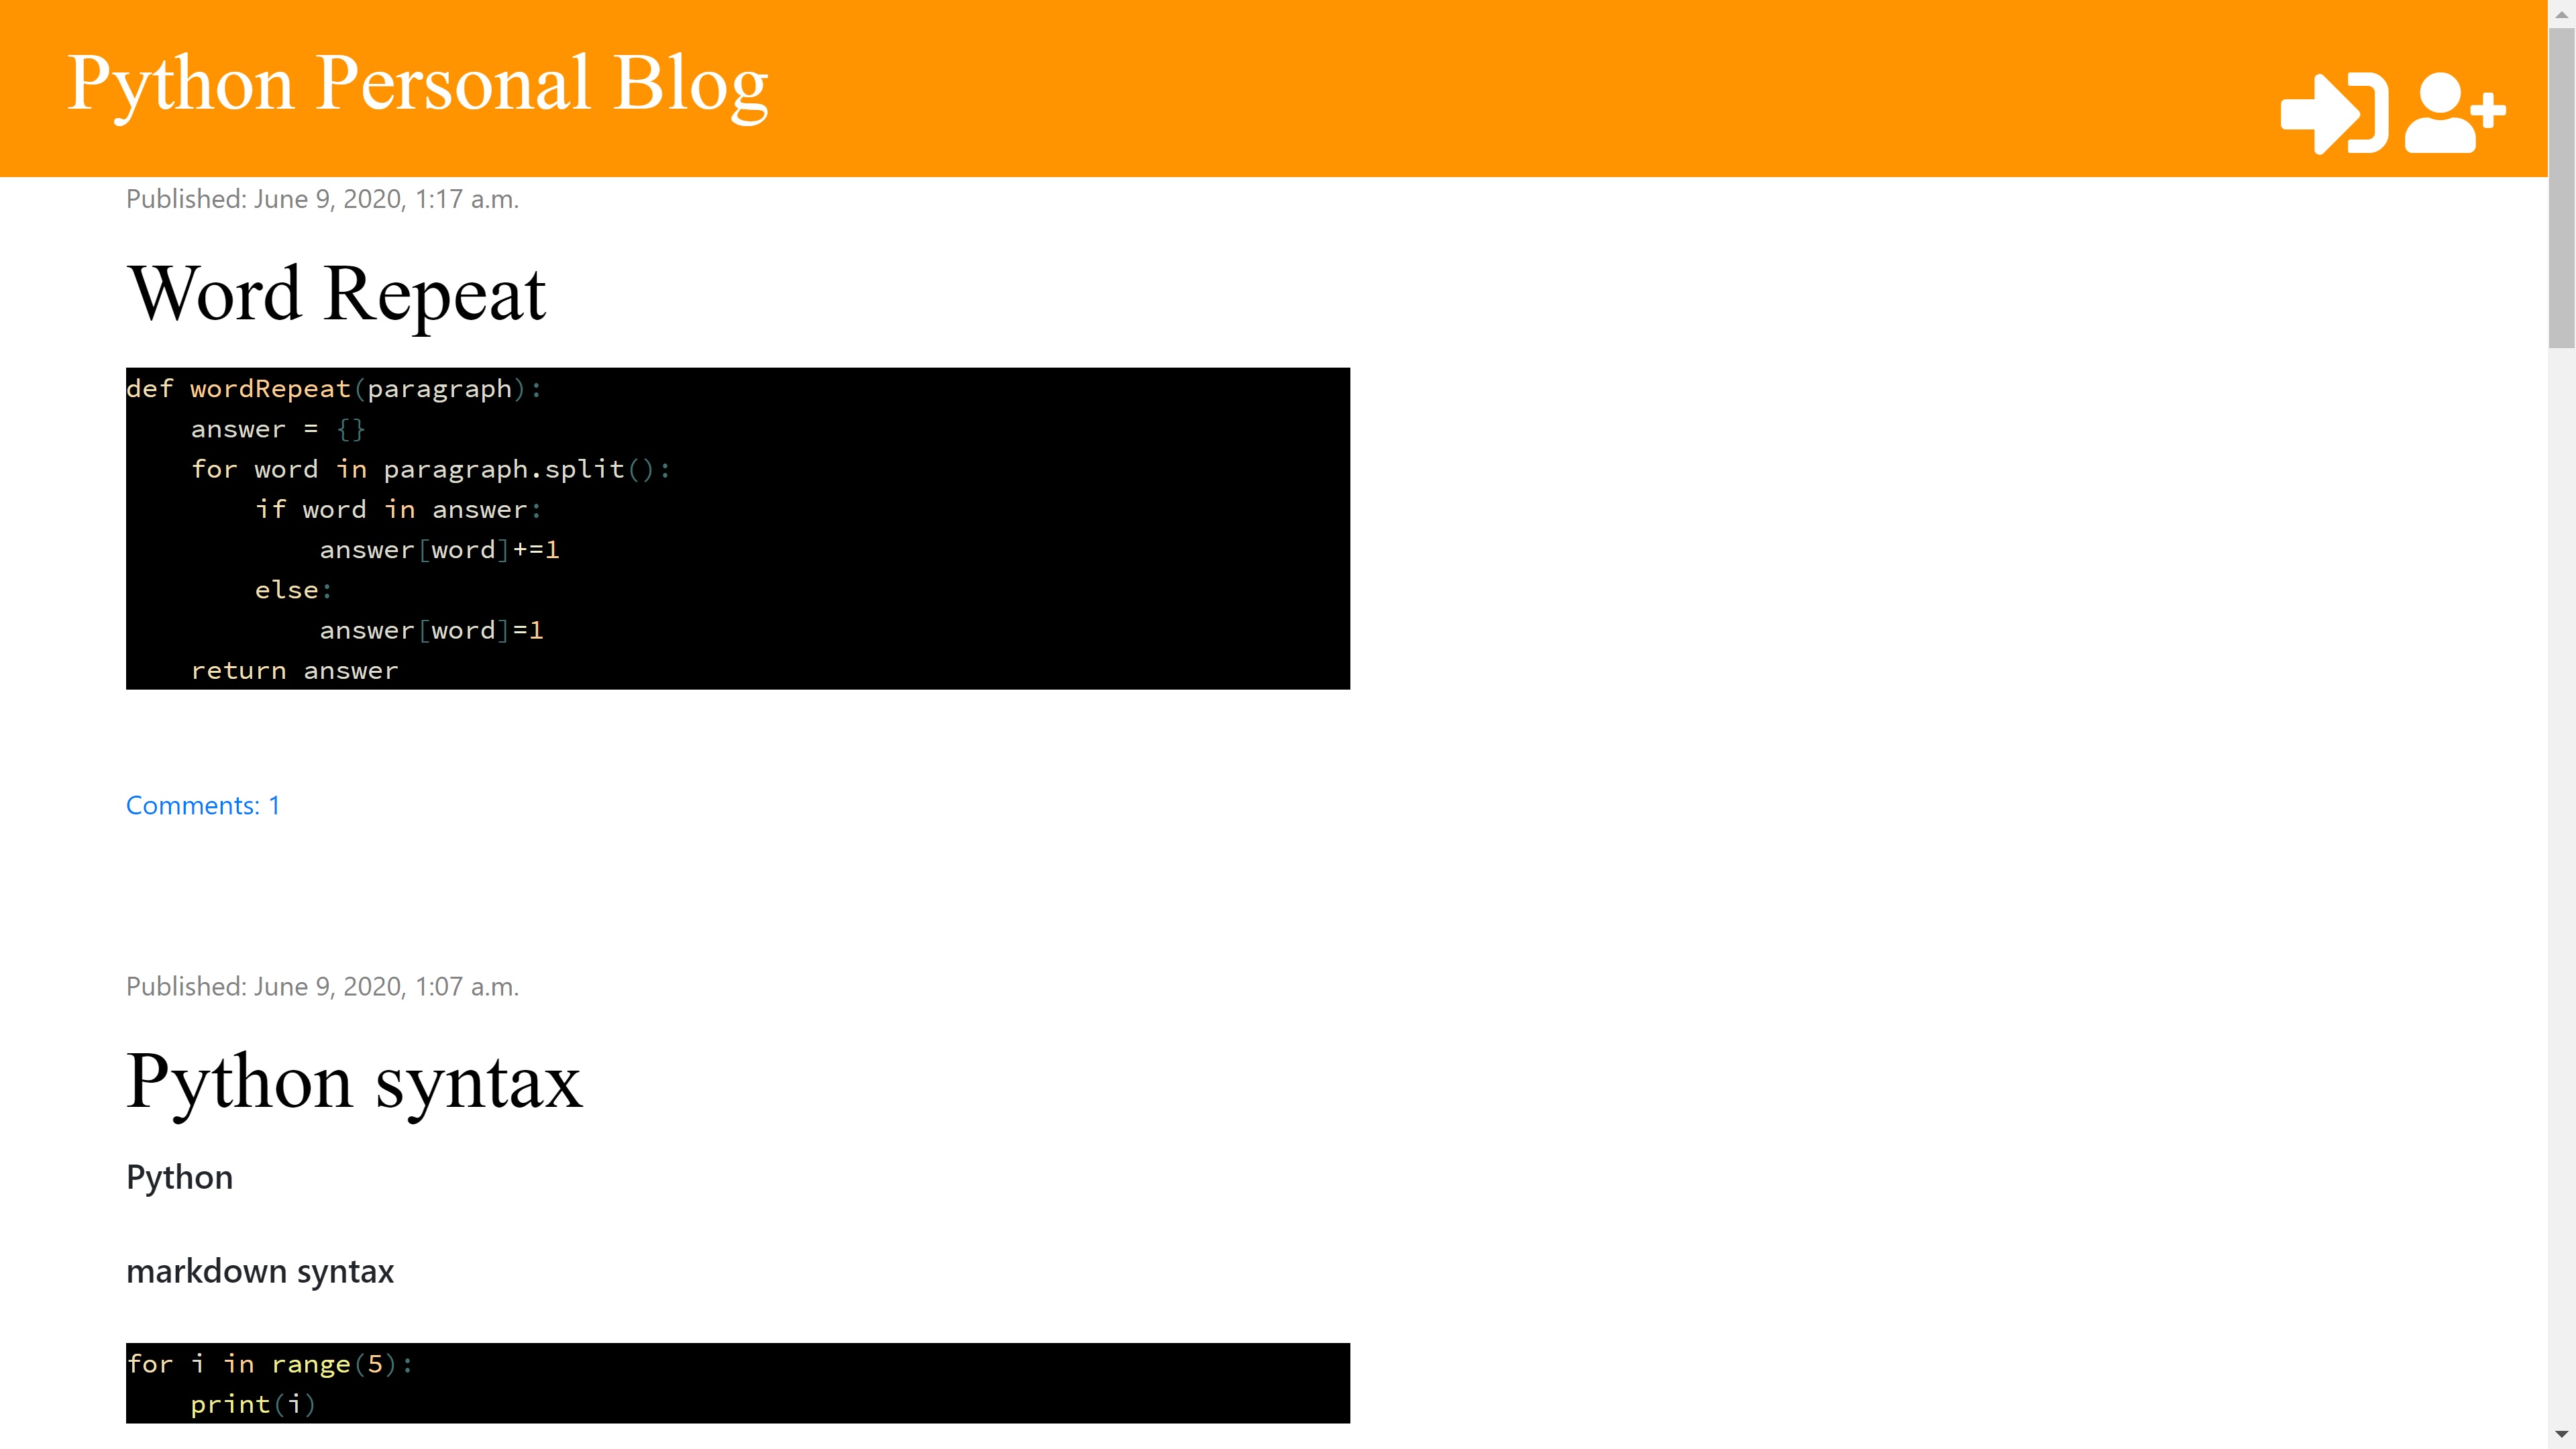 Python Personal Blog
Published: June 9, 2020, 1:17 a.m.
Word Repeat
def wordRepeat(paragraph):
    answer = {}
    for word in paragraph.split():
        if word in answer:
            answer[word]+=1
        else:
            answer[word]=1
    return answer
Comments: 1
Published: June 9, 2020, 1:07 a.m.
Python syntax
Python
markdown syntax
for i in range(5):
    print(i)